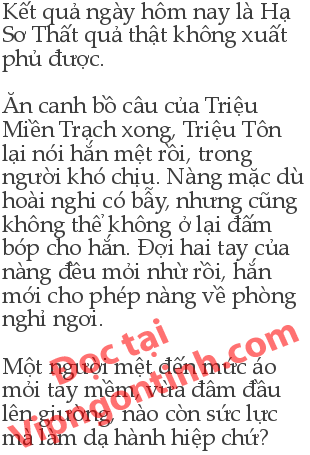 Kết quả ngày hôm nay là Hạ
Sơ Thất quả thật không xuất
phủ được.
Ăn canh bồ câu của Triệu
Miền Trạch xong, Triệu Tôn
lại nói hắn mệt rồi, trong
người khó chịu. Nàng mặc dù
hoài nghi có bẫy, nhưng cũng
không thể không ở lại đấm
bóp cho hắn. Đợi hai tay của
nàng đều mỏi nhừ rồi, hắn
mới cho phép nàng về phòng
nghỉ ngơi.
Một người mệt đến mức áo
mỏi tay mềm, vừa đâm đầu
lên giường, nào còn sức lực
mà làm dạ hành hiệp chứ?
Đọc tại
Vipngontinh.com